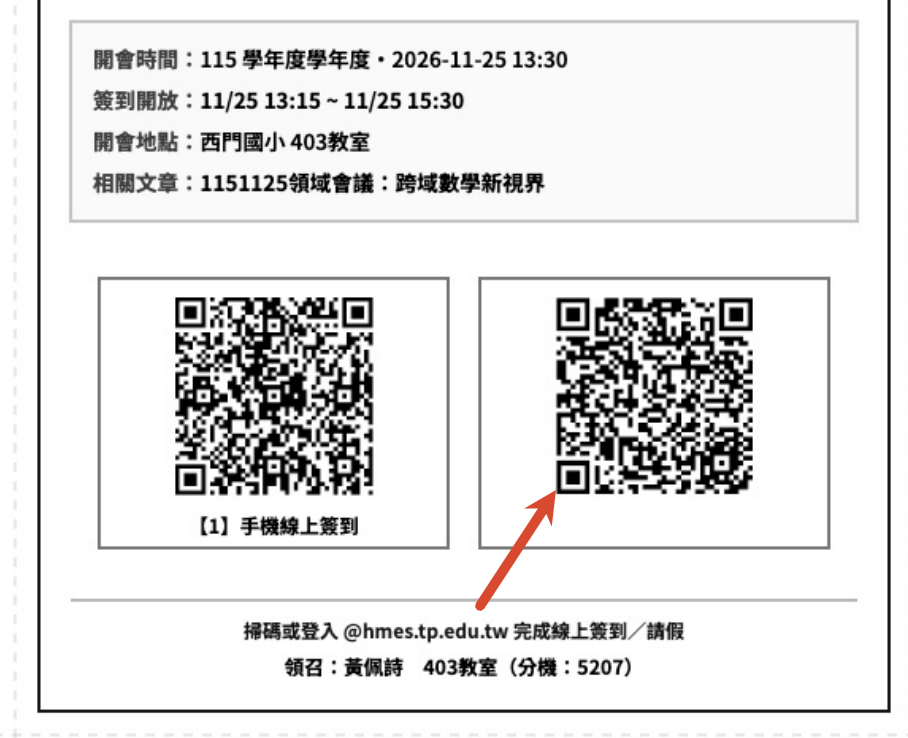 開會時間：115 學年度學年度・2026-11-25 13:30
簽到開放：11/25 13:15 ~ 11/25 15:30
開會地點：西門國小 403教室
相關文章：1151125領域會議：跨域數學新視界
【1】手機線上簽到
掃碼或登入 @hmes.tp.edu.tw 完成線上簽到／請假
領召：黃佩詩　403教室（分機：5207）